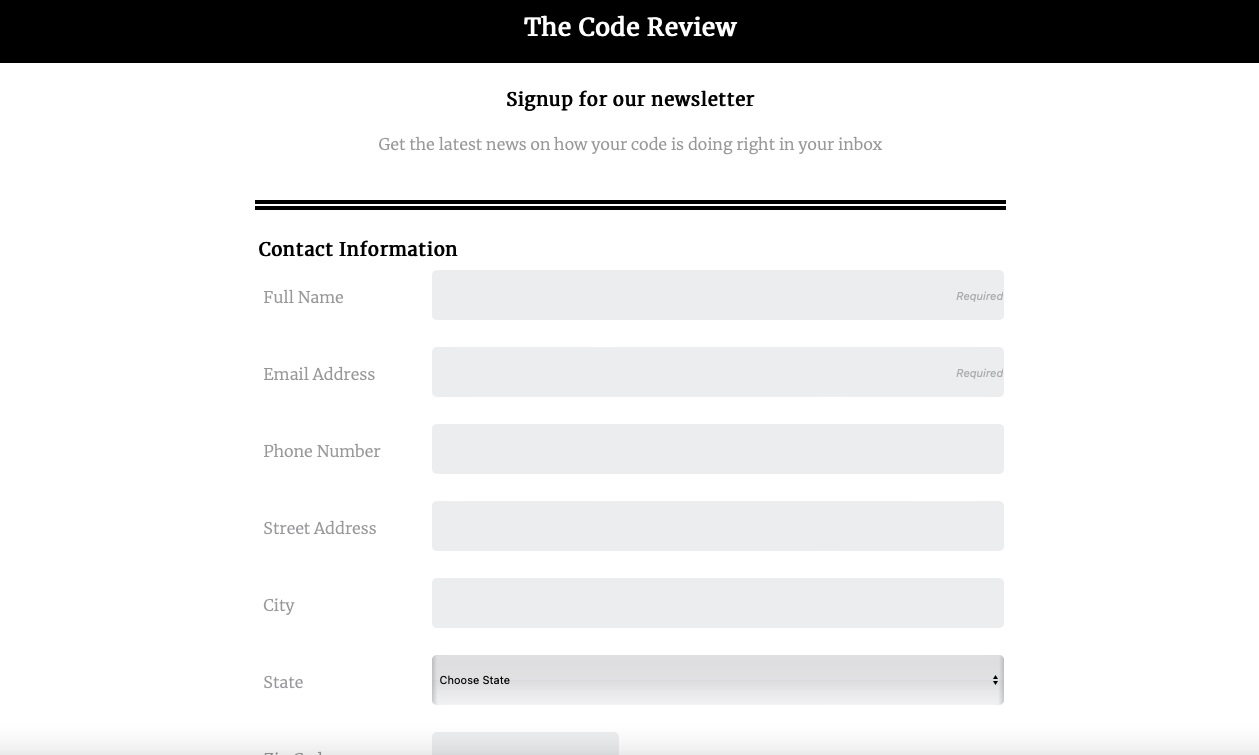 The Code Review
Signup for our newsletter
Get the latest news on how your code is doing right in your inbox
Contact Information
Full Name
Required
Email Address
Required
Phone Number
Street Address
City
State
Choose State